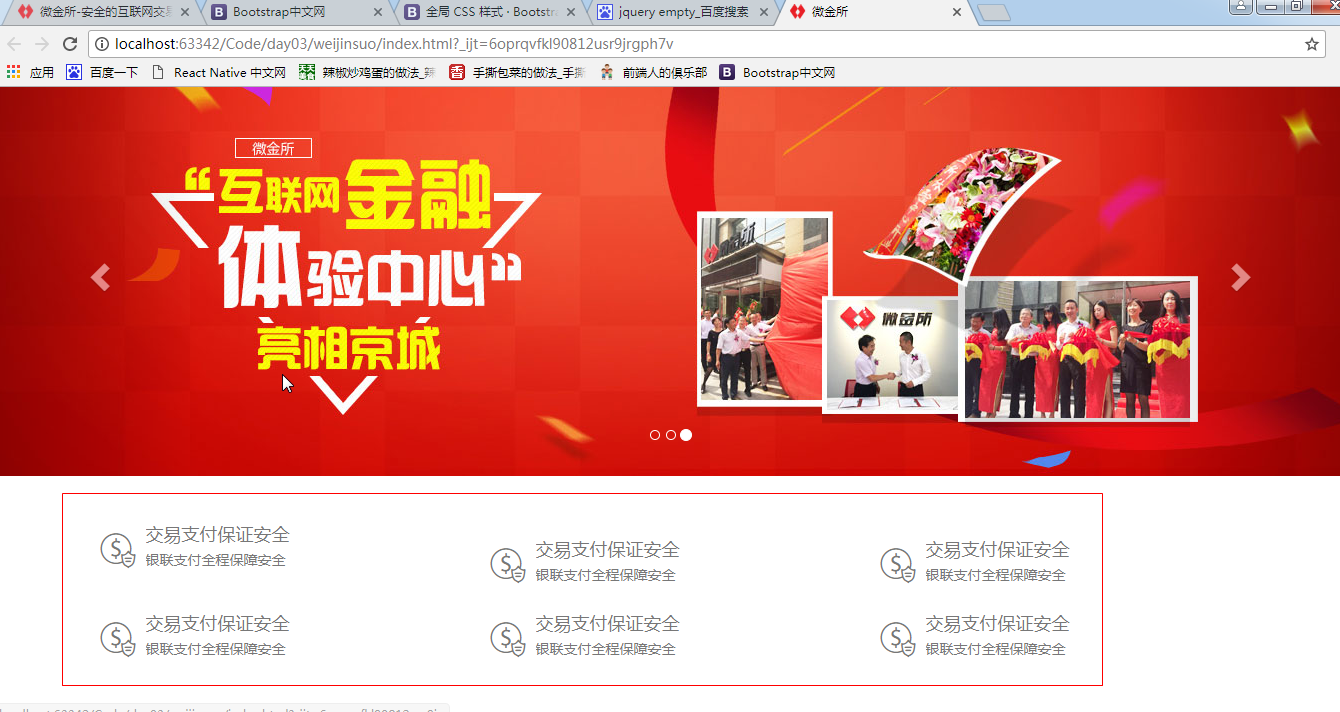 微金所-安全的互联网交易
Bootstrap中文网
全局 CSS 样式 · Bootstr
jquery empty_百度搜索
微金所
localhost:63342/Code/day03/weijinsuo/index.html?_ijt=6oprqvfkl90812usr9jrgph7v
应用
百度一下
React Native 中文网
辣椒炒鸡蛋的做法_辣
手撕包菜的做法_手撕
前端人的俱乐部
Bootstrap中文网
微金所
“互联网金融
体验中心”
亮相京城
微金所
交易支付保证安全
银联支付全程保障安全
交易支付保证安全
银联支付全程保障安全
交易支付保证安全
银联支付全程保障安全
交易支付保证安全
银联支付全程保障安全
交易支付保证安全
银联支付全程保障安全
交易支付保证安全
银联支付全程保障安全